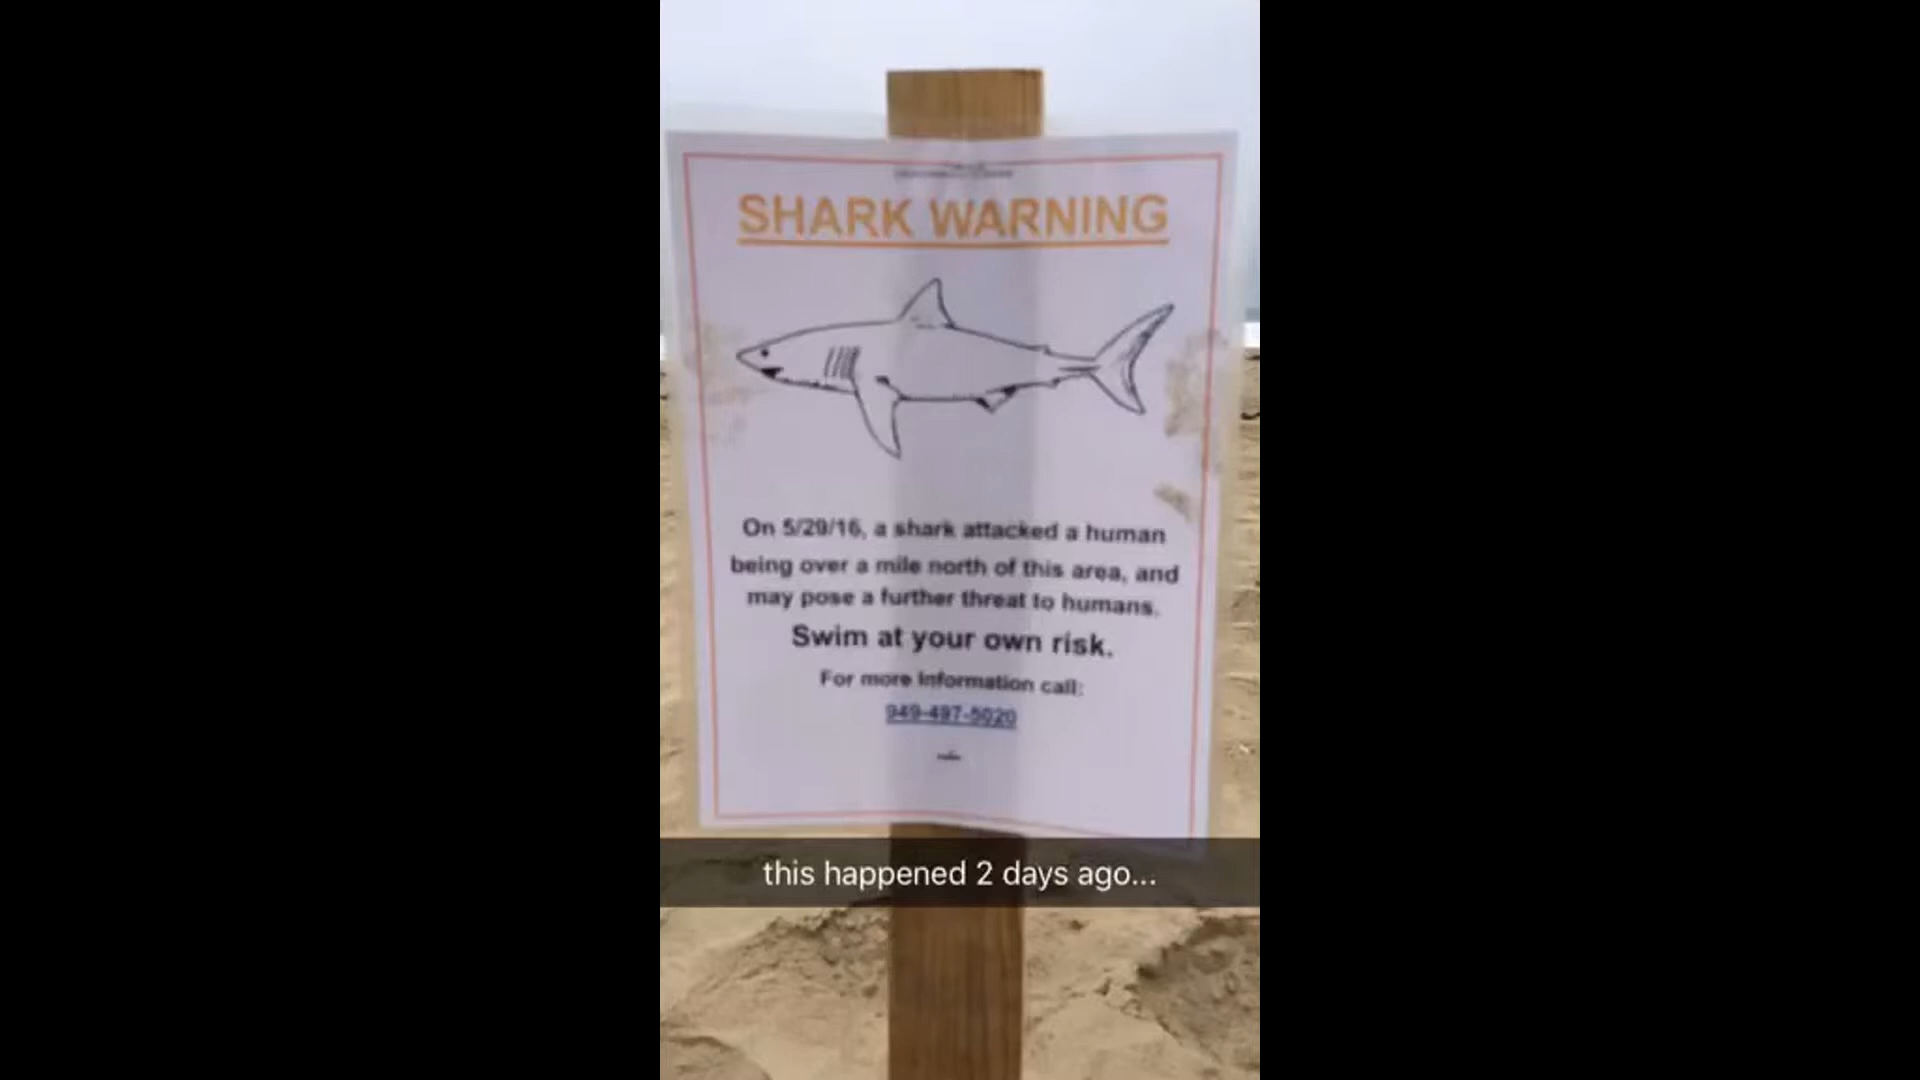 SHARK WARNING
On 5/29/16, a shark attacked a human
being over a mile north of this area, and
may pose a further threat to humans.
Swim at your own risk.
For more information call:
949-497-5020
this happened 2 days ago...